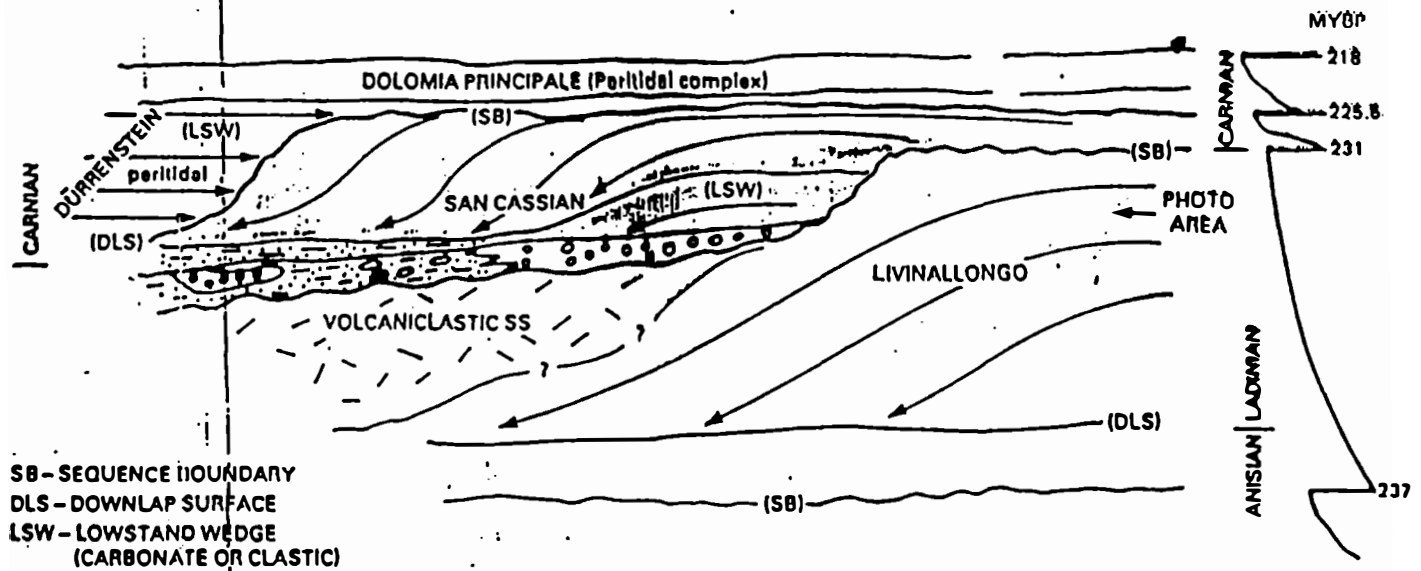 MYBP
218
DOLOMIA PRINCIPALE (Peritidal complex)
CARNIAN
225.5
DÜRRENSTEIN
(LSW)
(SB)
231
(SB)
peritidal
(LSW)
SAN CASSIAN
PHOTO
AREA
CARNIAN
(DLS)
LIVINALLONGO
VOLCANICLASTIC SS
?
?
LADINIAN
(DLS)
ANISIAN
237
(SB)
SB – SEQUENCE BOUNDARY
DLS – DOWNLAP SURFACE
LSW – LOWSTAND WEDGE
(CARBONATE OR CLASTIC)